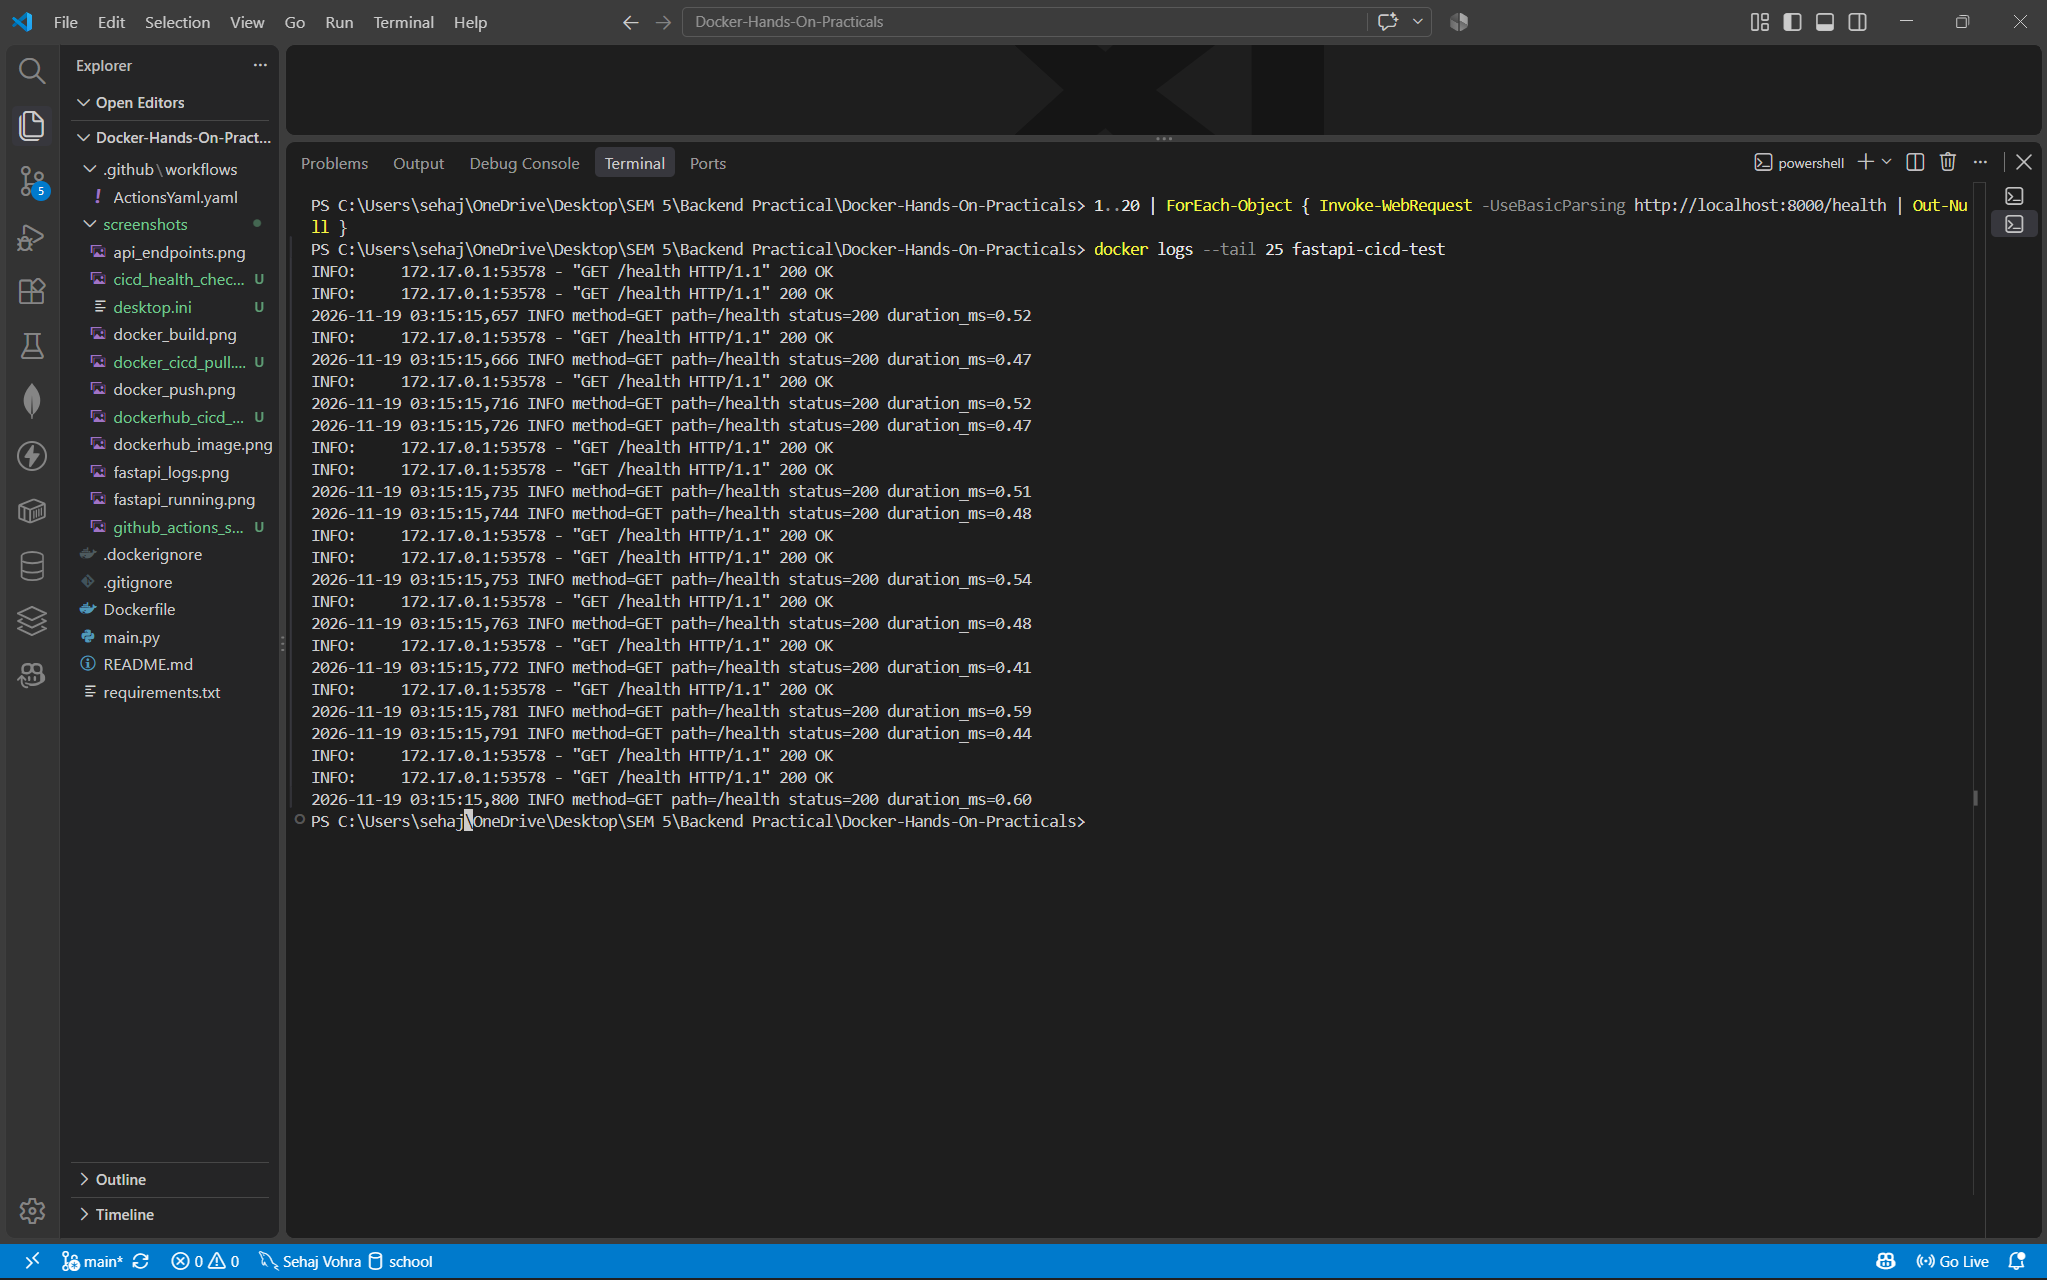 File Edit Selection View Go Run Terminal Help
Docker-Hands-On-Practicals
Explorer
Open Editors
Docker-Hands-On-Pract...
.github\workflows
! ActionsYaml.yaml
screenshots
api_endpoints.png
cicd_health_chec... U
desktop.ini U
docker_build.png
docker_cicd_pull.... U
docker_push.png
dockerhub_cicd_... U
dockerhub_image.png
fastapi_logs.png
fastapi_running.png
github_actions_s... U
.dockerignore
.gitignore
Dockerfile
main.py
README.md
requirements.txt
Outline
Timeline
5
Problems Output Debug Console Terminal Ports
powershell
PS C:\Users\sehaj\OneDrive\Desktop\SEM 5\Backend Practical\Docker-Hands-On-Practicals> 1..20 | ForEach-Object { Invoke-WebRequest -UseBasicParsing http://localhost:8000/health | Out-Nu
ll }
PS C:\Users\sehaj\OneDrive\Desktop\SEM 5\Backend Practical\Docker-Hands-On-Practicals> docker logs --tail 25 fastapi-cicd-test
INFO:     172.17.0.1:53578 - "GET /health HTTP/1.1" 200 OK
INFO:     172.17.0.1:53578 - "GET /health HTTP/1.1" 200 OK
2026-11-19 03:15:15,657 INFO method=GET path=/health status=200 duration_ms=0.52
INFO:     172.17.0.1:53578 - "GET /health HTTP/1.1" 200 OK
2026-11-19 03:15:15,666 INFO method=GET path=/health status=200 duration_ms=0.47
INFO:     172.17.0.1:53578 - "GET /health HTTP/1.1" 200 OK
2026-11-19 03:15:15,716 INFO method=GET path=/health status=200 duration_ms=0.52
2026-11-19 03:15:15,726 INFO method=GET path=/health status=200 duration_ms=0.47
INFO:     172.17.0.1:53578 - "GET /health HTTP/1.1" 200 OK
INFO:     172.17.0.1:53578 - "GET /health HTTP/1.1" 200 OK
2026-11-19 03:15:15,735 INFO method=GET path=/health status=200 duration_ms=0.51
2026-11-19 03:15:15,744 INFO method=GET path=/health status=200 duration_ms=0.48
INFO:     172.17.0.1:53578 - "GET /health HTTP/1.1" 200 OK
INFO:     172.17.0.1:53578 - "GET /health HTTP/1.1" 200 OK
2026-11-19 03:15:15,753 INFO method=GET path=/health status=200 duration_ms=0.54
INFO:     172.17.0.1:53578 - "GET /health HTTP/1.1" 200 OK
2026-11-19 03:15:15,763 INFO method=GET path=/health status=200 duration_ms=0.48
INFO:     172.17.0.1:53578 - "GET /health HTTP/1.1" 200 OK
2026-11-19 03:15:15,772 INFO method=GET path=/health status=200 duration_ms=0.41
INFO:     172.17.0.1:53578 - "GET /health HTTP/1.1" 200 OK
2026-11-19 03:15:15,781 INFO method=GET path=/health status=200 duration_ms=0.59
2026-11-19 03:15:15,791 INFO method=GET path=/health status=200 duration_ms=0.44
INFO:     172.17.0.1:53578 - "GET /health HTTP/1.1" 200 OK
INFO:     172.17.0.1:53578 - "GET /health HTTP/1.1" 200 OK
2026-11-19 03:15:15,800 INFO method=GET path=/health status=200 duration_ms=0.60
PS C:\Users\sehaj\OneDrive\Desktop\SEM 5\Backend Practical\Docker-Hands-On-Practicals>
main* 0 0 Sehaj Vohra school Go Live